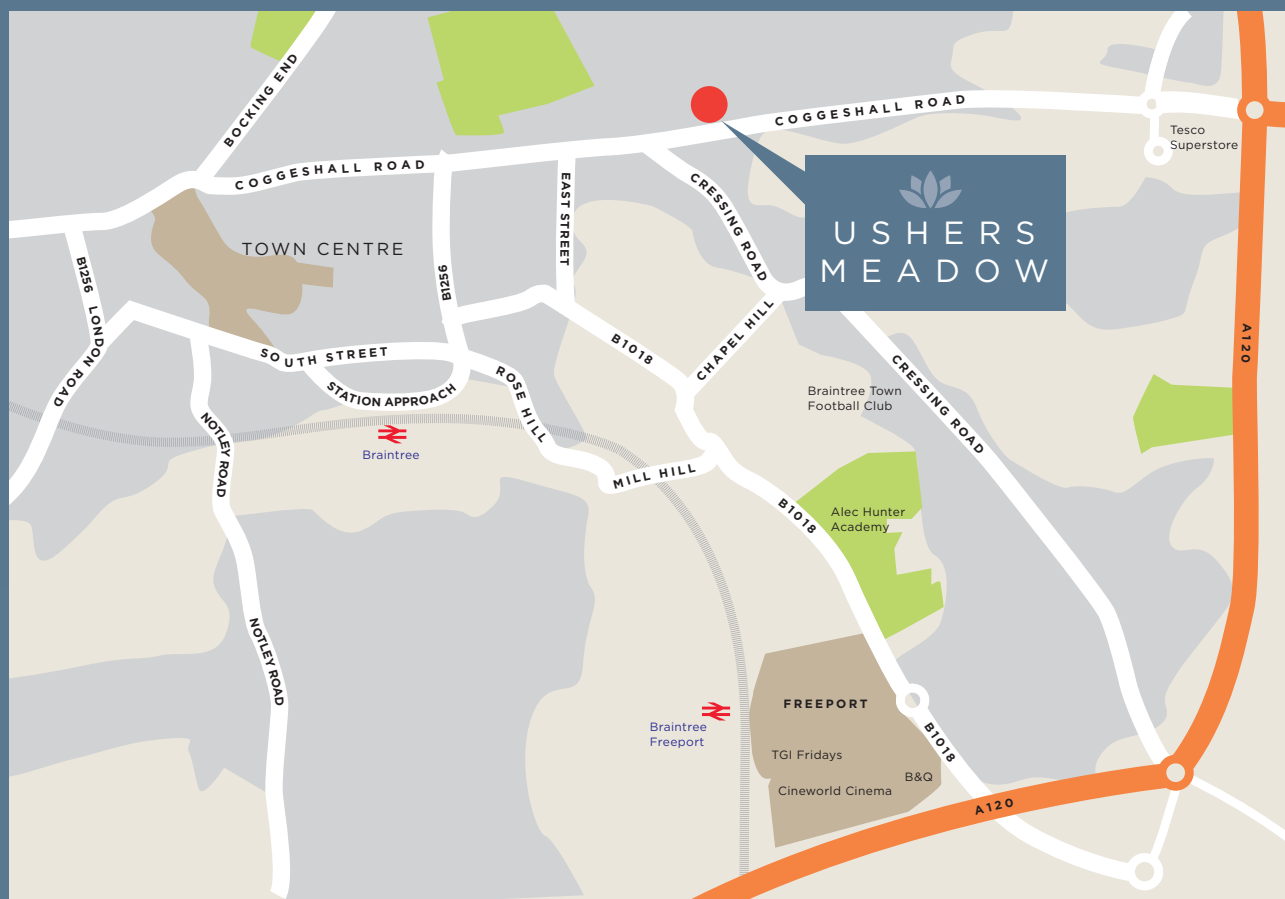 BOCKING END
COGGESHALL ROAD
COGGESHALL ROAD
Tesco
Superstore
EAST STREET
CRESSING ROAD
USHERS
MEADOW
TOWN CENTRE
B1256
LONDON ROAD
B1256
B1018
CHAPEL HILL
A120
SOUTH STREET
STATION APPROACH
ROSE HILL
Braintree Town
Football Club
CRESSING ROAD
NOTLEY ROAD
Braintree
MILL HILL
B1018
Alec Hunter
Academy
NOTLEY ROAD
Braintree
Freeport
FREEPORT
TGI Fridays
B&Q
Cineworld Cinema
B1018
A120